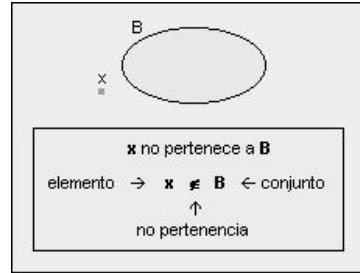 B
x
x no pertenece a B
elemento → x ∉ B ← conjunto
↑
no pertenencia